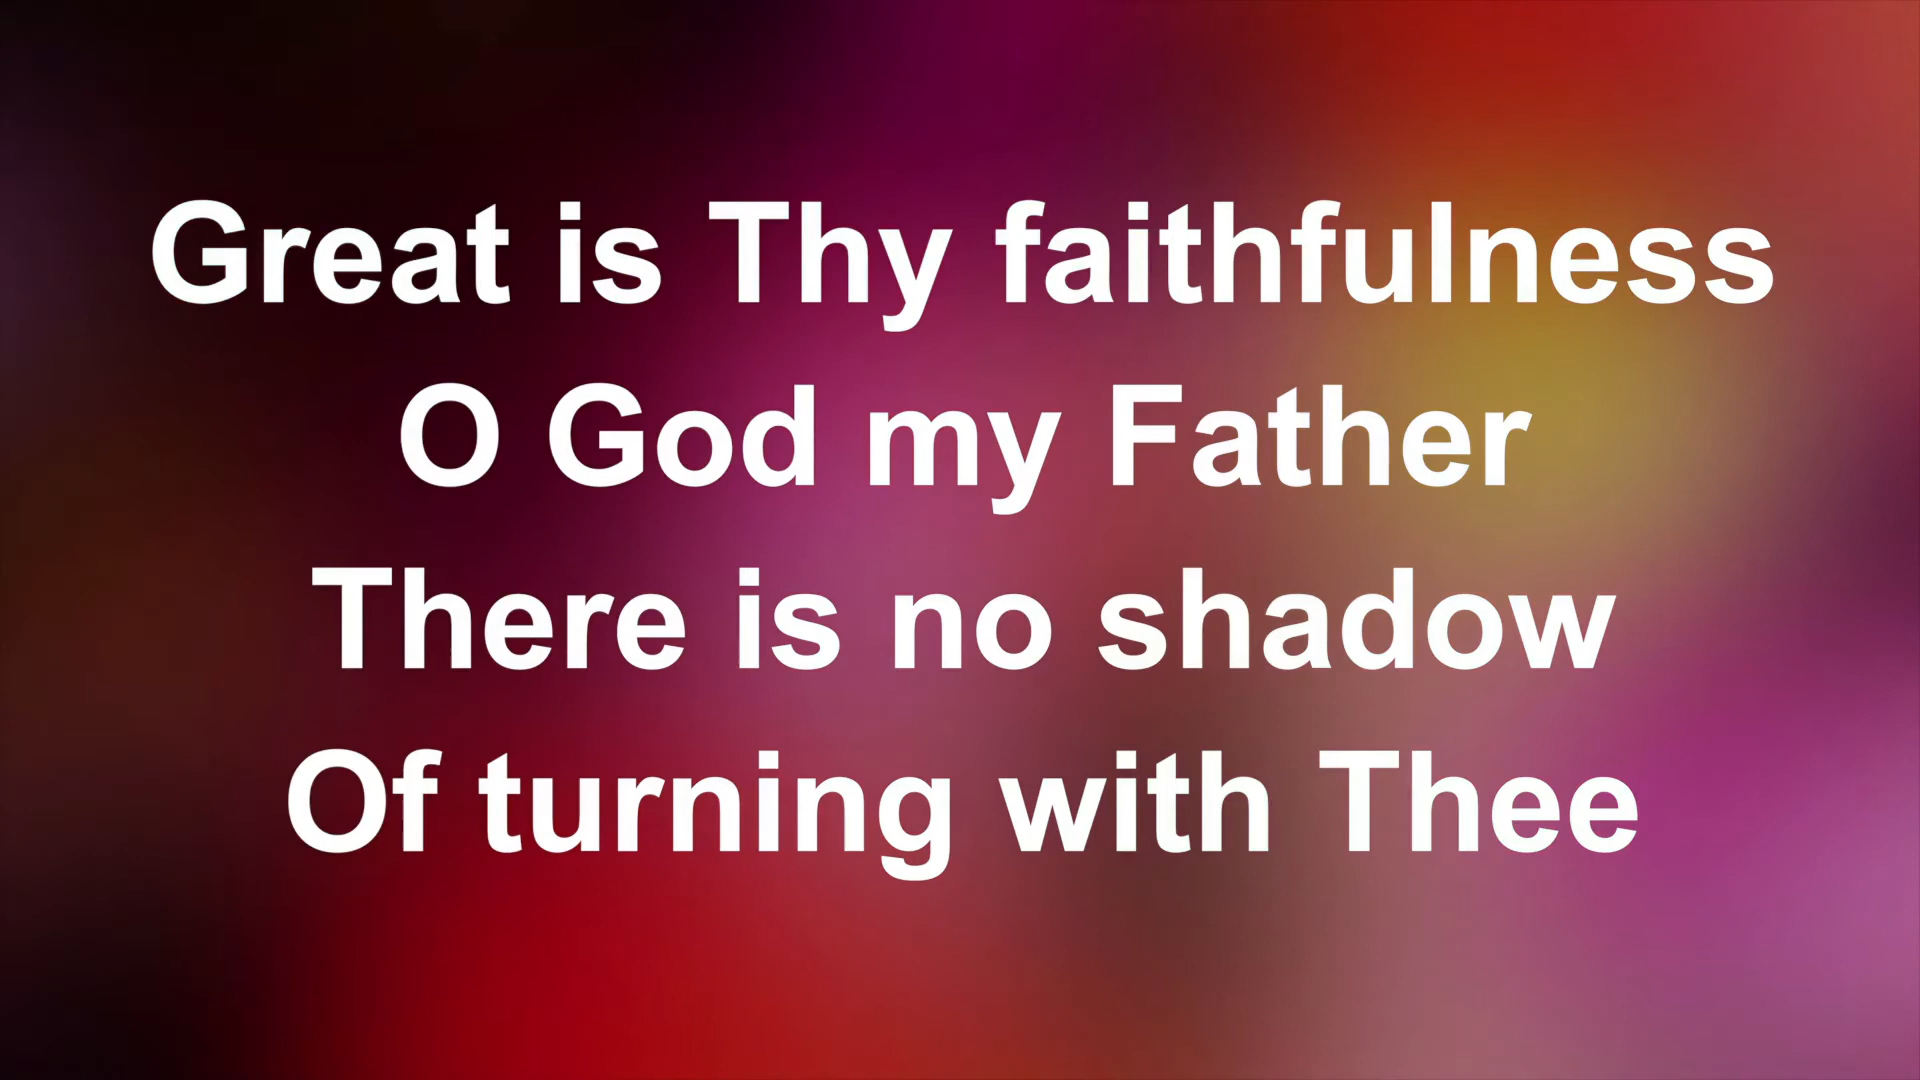 Great is Thy faithfulness
O God my Father
There is no shadow
Of turning with Thee